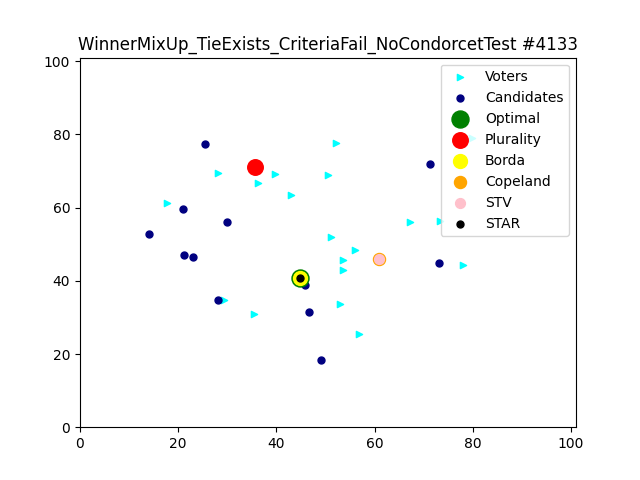 WinnerMixUp_TieExists_CriteriaFail_NoCondorcetTest #4133
100
80
60
40
20
0
0 20 40 60 80 100
Voters
Candidates
Optimal
Plurality
Borda
Copeland
STV
STAR